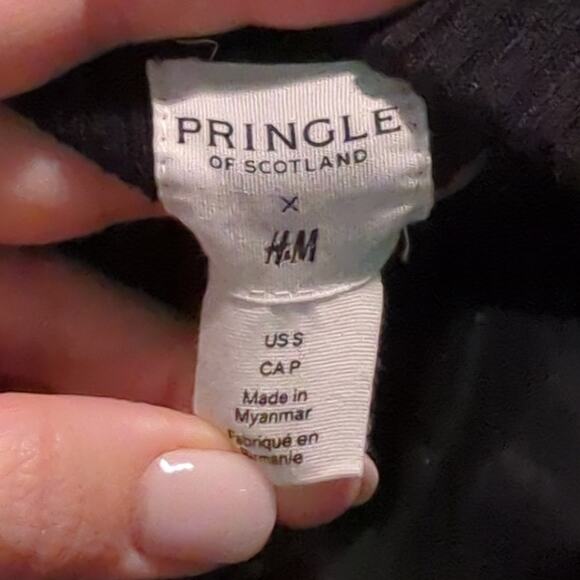 PRINGLE
OF SCOTLAND
X
H&M
US S
CA P
Made in
Myanmar
Fabriqué en